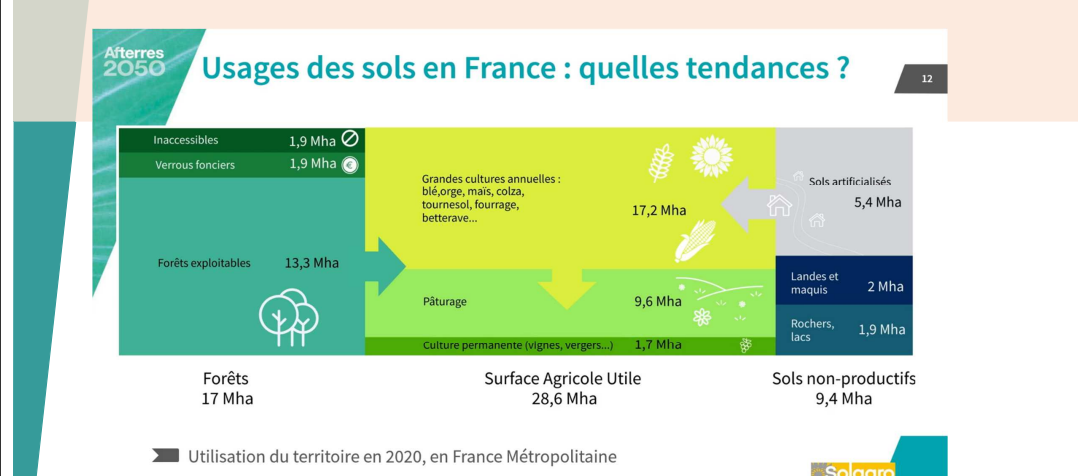 Afterres
2050
Usages des sols en France : quelles tendances ?
12
Inaccessibles 1,9 Mha
Verrous fonciers 1,9 Mha
€
Forêts exploitables 13,3 Mha
Grandes cultures annuelles :
blé,orge, maïs, colza,
tournesol, fourrage,
betterave...
17,2 Mha
Pâturage 9,6 Mha
Culture permanente (vignes, vergers...) 1,7 Mha
Sols artificialisés
5,4 Mha
Landes et
maquis
2 Mha
Rochers,
lacs
1,9 Mha
Forêts
17 Mha
Surface Agricole Utile
28,6 Mha
Sols non-productifs
9,4 Mha
Utilisation du territoire en 2020, en France Métropolitaine
Solagro